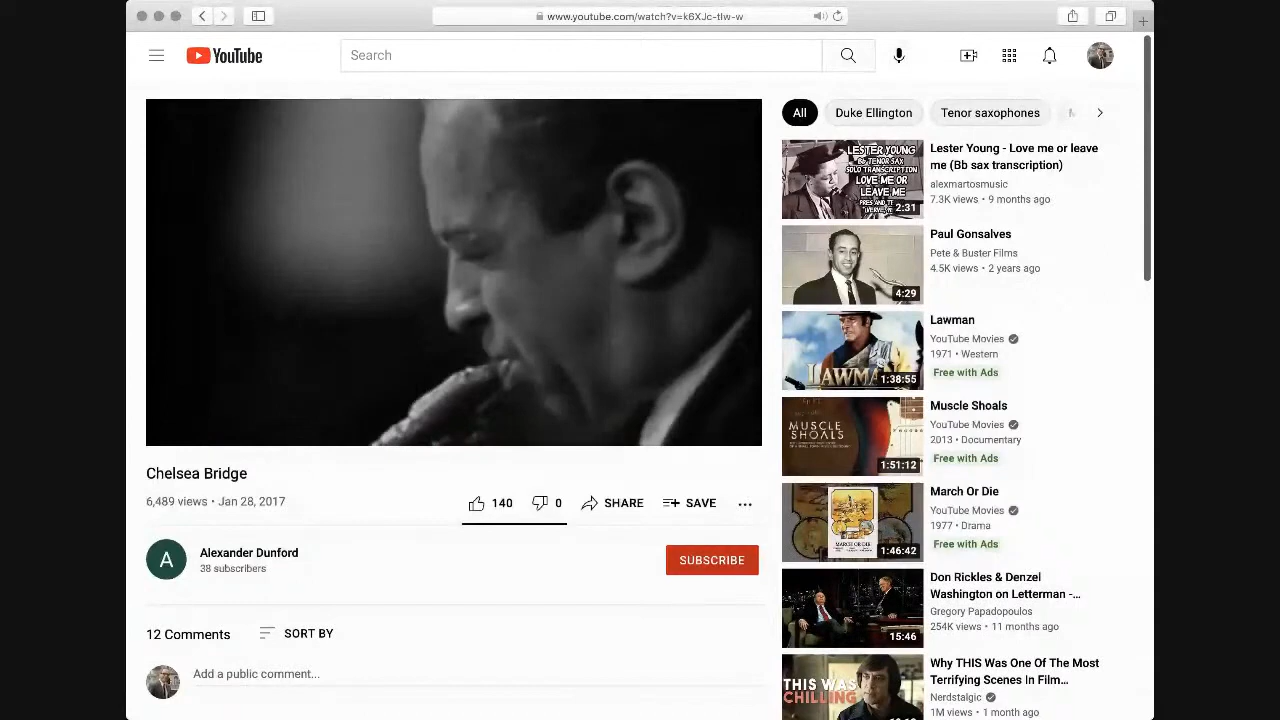 www.youtube.com/watch?v=k6XJc-tIw-w
YouTube
Search
Chelsea Bridge
6,489 views • Jan 28, 2017
140
0
SHARE
SAVE
A
Alexander Dunford
38 subscribers
SUBSCRIBE
12 Comments
SORT BY
Add a public comment...
All
Duke Ellington
Tenor saxophones
LESTER YOUNG
Bb TENOR SAX
SOLO TRANSCRIPTION
LOVE ME OR
LEAVE ME
2:31
Lester Young - Love me or leave
me (Bb sax transcription)
alexmartosmusic
7.3K views • 9 months ago
4:29
Paul Gonsalves
Pete & Buster Films
4.5K views • 2 years ago
LAWMAN
1:38:55
Lawman
YouTube Movies
1971 • Western
Free with Ads
MUSCLE
SHOALS
1:51:12
Muscle Shoals
YouTube Movies
2013 • Documentary
Free with Ads
MARCH OR DIE
1:46:42
March Or Die
YouTube Movies
1977 • Drama
Free with Ads
15:46
Don Rickles & Denzel
Washington on Letterman -...
Gregory Papadopoulos
254K views • 11 months ago
THIS WAS
CHILLING
Why THIS Was One Of The Most
Terrifying Scenes In Film...
Nerdstalgic
1M views • 1 month ago